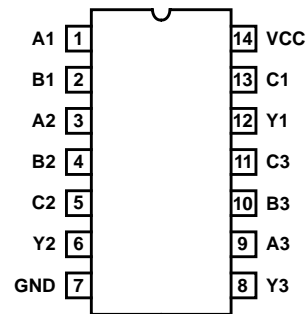 A1 1 14 VCC
B1 2 13 C1
A2 3 12 Y1
B2 4 11 C3
C2 5 10 B3
Y2 6 9 A3
GND 7 8 Y3